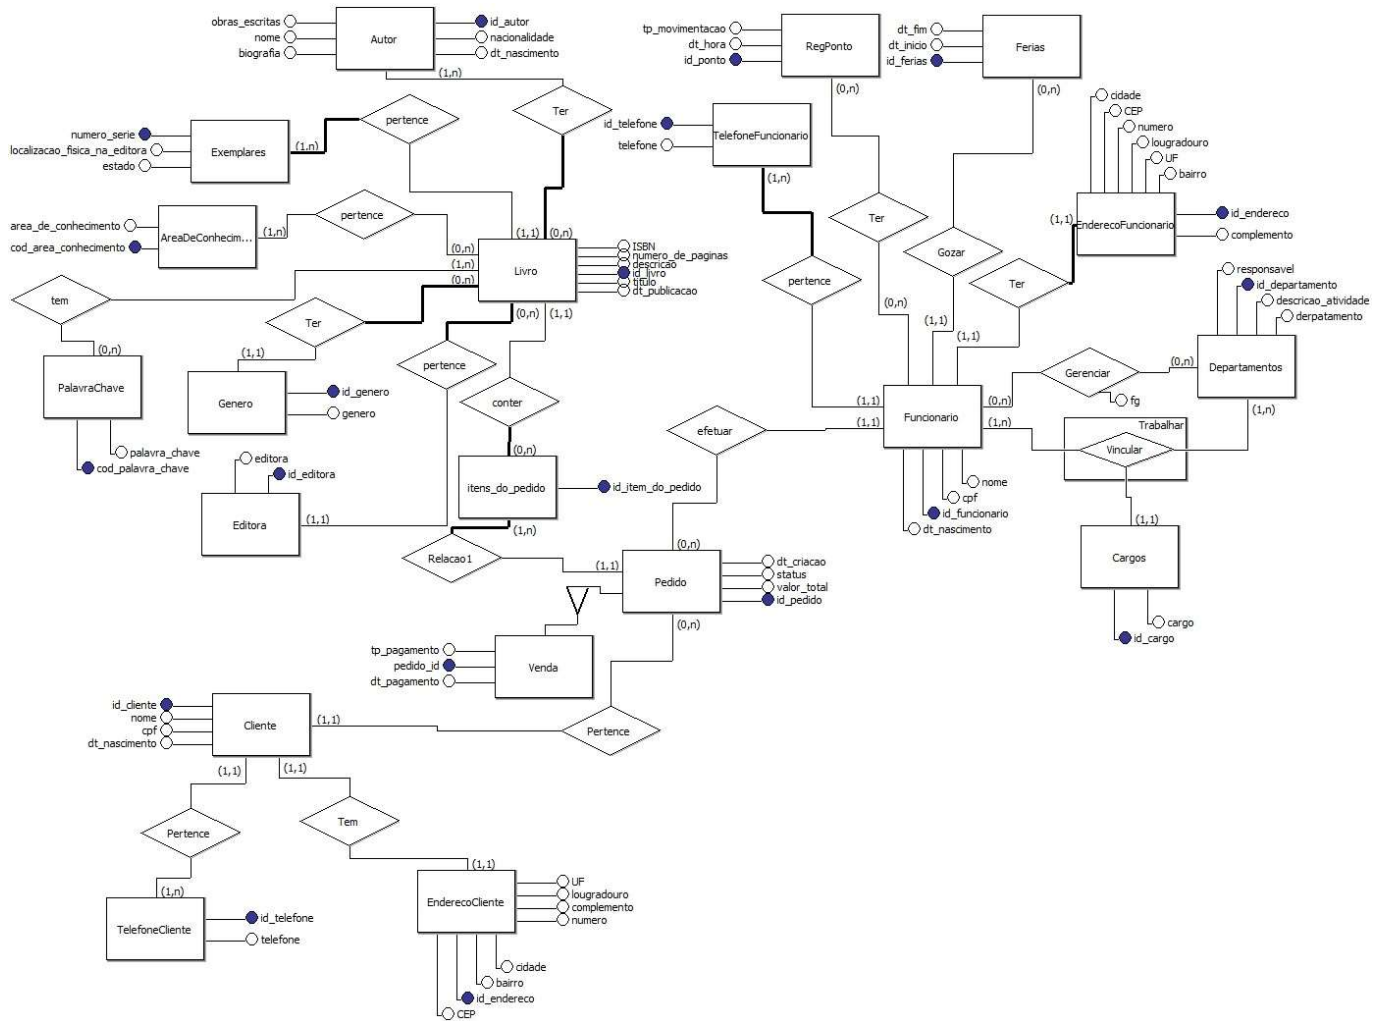 obras_escritas
nome
biografia
Autor
id_autor
nacionalidade
dt_nascimento
(1,n)
tp_movimentacao
dt_hora
id_ponto
RegPonto
(0,n)
dt_fim
dt_inicio
id_ferias
Ferias
(0,n)
numero_serie
localizacao_fisica_na_editora
estado
Exemplares
(1,n)
pertence
Ter
id_telefone
telefone
TelefoneFuncionario
(1,n)
cidade
CEP
numero
lougradouro
UF
bairro
(1,1)
EnderecoFuncionario
id_endereco
complemento
area_de_conhecimento
cod_area_conhecimento
AreaDeConhecim...
(1,n)
pertence
(0,n)
(1,n)
(0,n)
(1,1)
(0,n)
Livro
ISBN
numero_de_paginas
descricao
id_livro
titulo
dt_publicacao
(0,n)
(1,1)
Ter
Gozar
pertence
Ter
tem
Ter
(0,n)
(1,1)
(1,1)
(1,1)
pertence
conter
responsavel
id_departamento
descricao_atividade
derpatamento
(0,n)
Departamentos
(1,n)
PalavraChave
(0,n)
palavra_chave
cod_palavra_chave
Genero
id_genero
genero
Gerenciar
fg
(1,1)
(0,n)
(1,1)
(1,n)
Funcionario
nome
cpf
id_funcionario
dt_nascimento
Trabalhar
Vincular
efetuar
editora
id_editora
Editora
(1,1)
(0,n)
itens_do_pedido
id_item_do_pedido
(1,n)
Relacao1
(1,1)
(0,n)
Pedido
dt_criacao
status
valor_total
id_pedido
(0,n)
(1,1)
Cargos
cargo
id_cargo
tp_pagamento
pedido_id
dt_pagamento
Venda
id_cliente
nome
cpf
dt_nascimento
Cliente
(1,1)
Pertence
(1,1)
(1,1)
Pertence
Tem
(1,n)
TelefoneCliente
id_telefone
telefone
(1,1)
EnderecoCliente
UF
lougradouro
complemento
numero
cidade
bairro
id_endereco
CEP